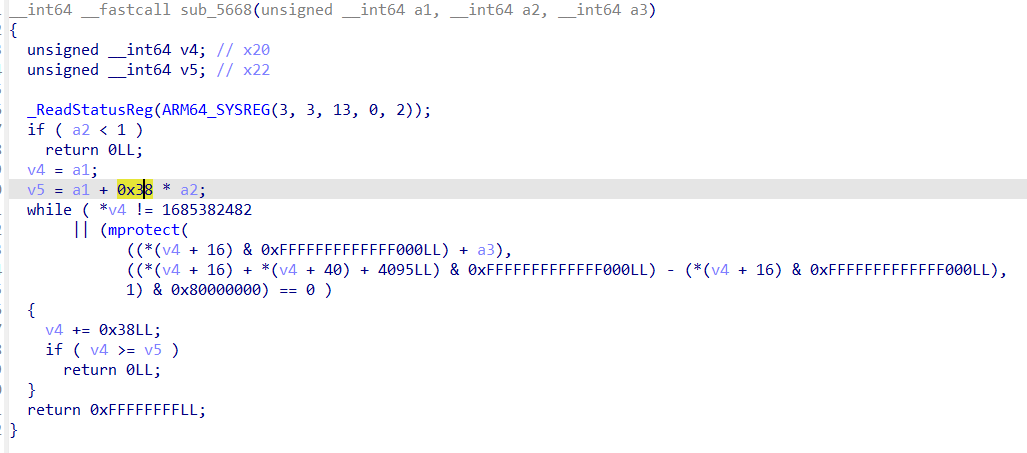 __int64 __fastcall sub_5668(unsigned __int64 a1, __int64 a2, __int64 a3)
{
unsigned __int64 v4; // x20
unsigned __int64 v5; // x22
_ReadStatusReg(ARM64_SYSREG(3, 3, 13, 0, 2));
if ( a2 < 1 )
return 0LL;
v4 = a1;
v5 = a1 + 0x38 * a2;
while ( *v4 != 1685382482
|| (mprotect(
((*(v4 + 16) & 0xFFFFFFFFFFFFF000LL) + a3),
((*(v4 + 16) + *(v4 + 40) + 4095LL) & 0xFFFFFFFFFFFFF000LL) - (*(v4 + 16) & 0xFFFFFFFFFFFFF000LL),
1) & 0x80000000) == 0 )
{
v4 += 0x38LL;
if ( v4 >= v5 )
return 0LL;
}
return 0xFFFFFFFFLL;
}